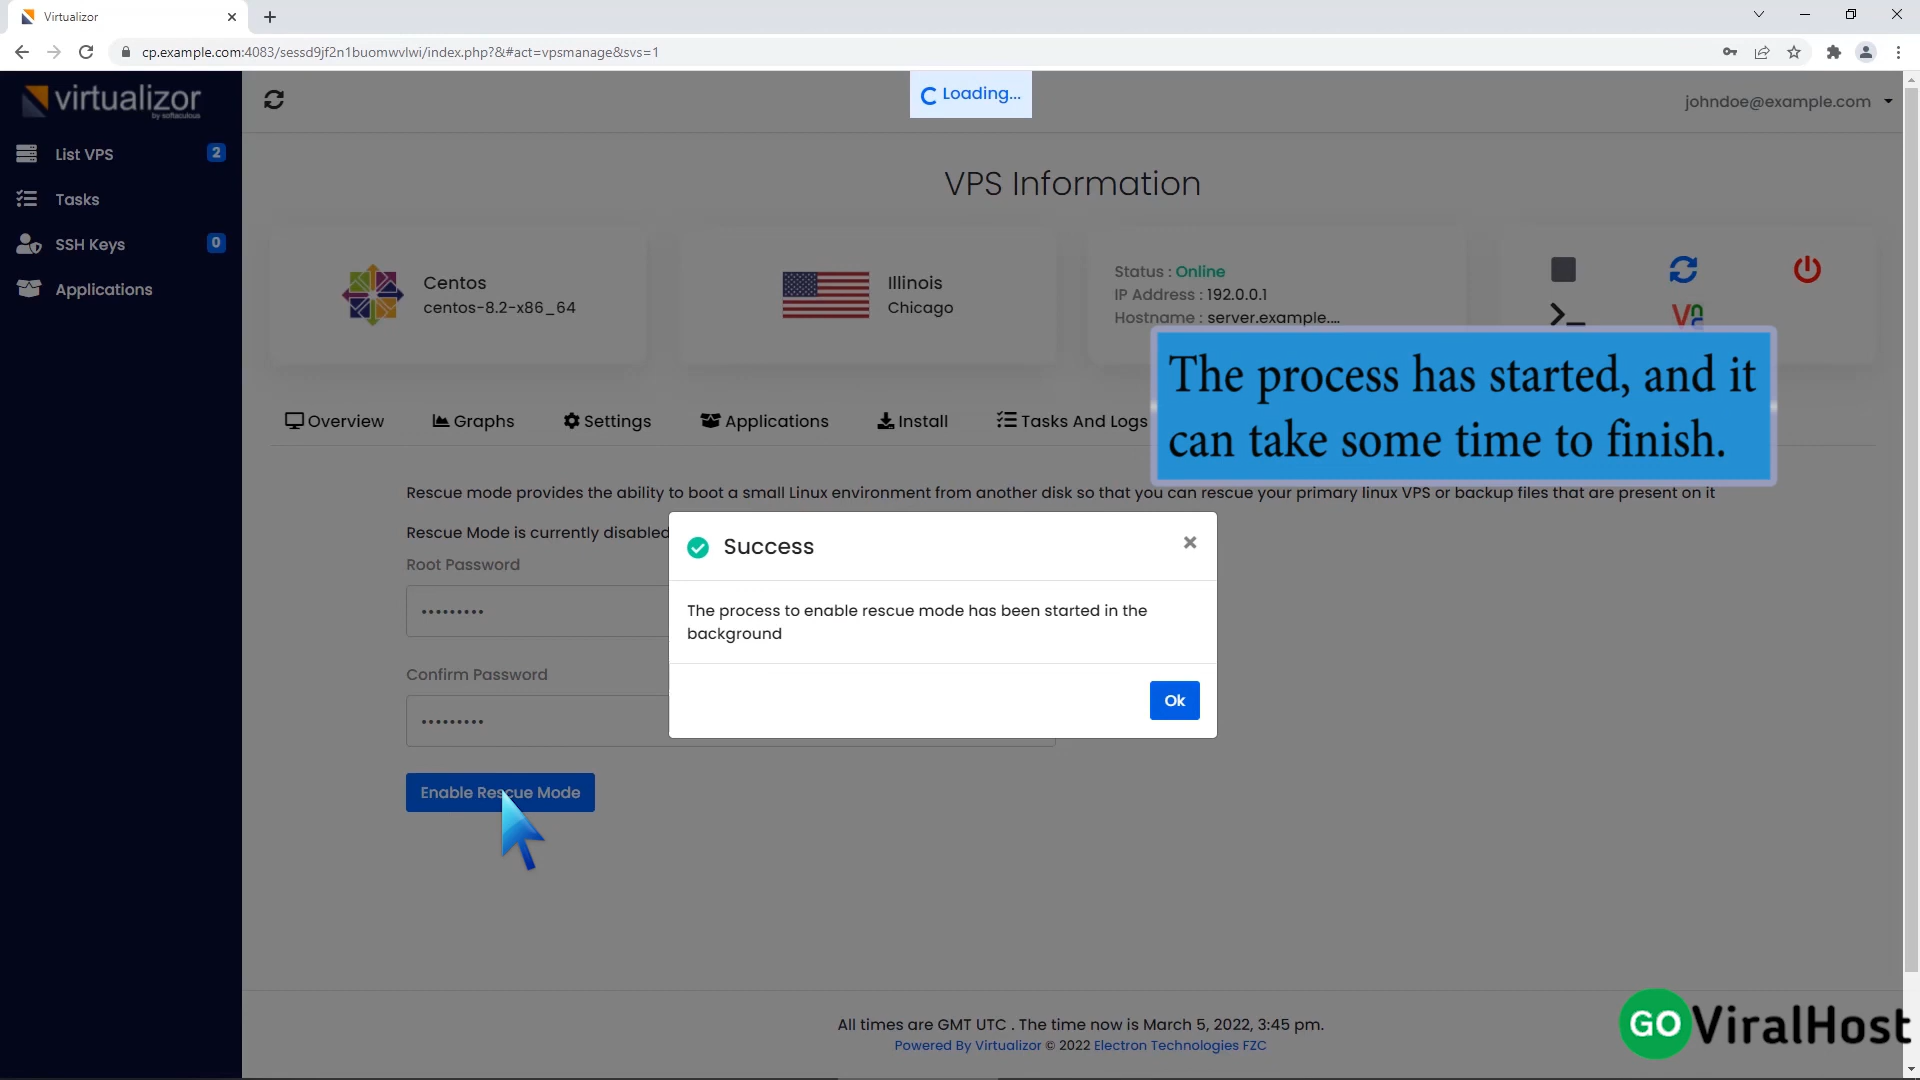 Virtualizor
cp.example.com:4083/sessd9jf2n1buomwvlwi/index.php?&#act=vpsmanage&svs=1
virtualizor
by softaculous
Loading...
johndoe@example.com
List VPS 2
Tasks
SSH Keys 0
Applications
VPS Information
Centos
centos-8.2-x86_64
Illinois
Chicago
Status : Online
IP Address : 192.0.0.1
Hostname : server.example....
VNC
The process has started, and it
can take some time to finish.
Overview Graphs Settings Applications Install Tasks And Logs
Rescue mode provides the ability to boot a small Linux environment from another disk so that you can rescue your primary linux VPS or backup files that are present on it
Rescue Mode is currently disabled
Root Password
Confirm Password
Enable Rescue Mode
Success
The process to enable rescue mode has been started in the
background
Ok
All times are GMT UTC . The time now is March 5, 2022, 3:45 pm.
Powered By Virtualizor © 2022 Electron Technologies FZC
GO ViralHost